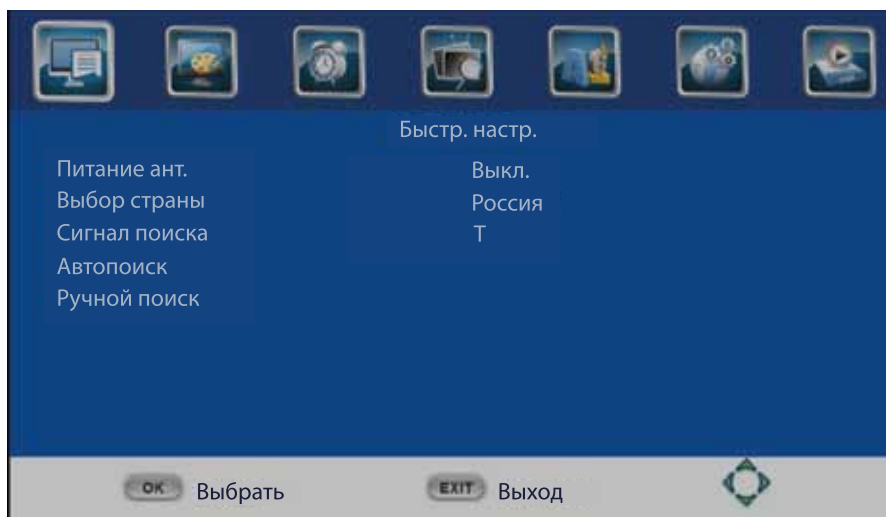 Быстр. настр.
Питание ант. Выкл.
Выбор страны Россия
Сигнал поиска T
Автопоиск
Ручной поиск
OK Выбрать EXIT Выход